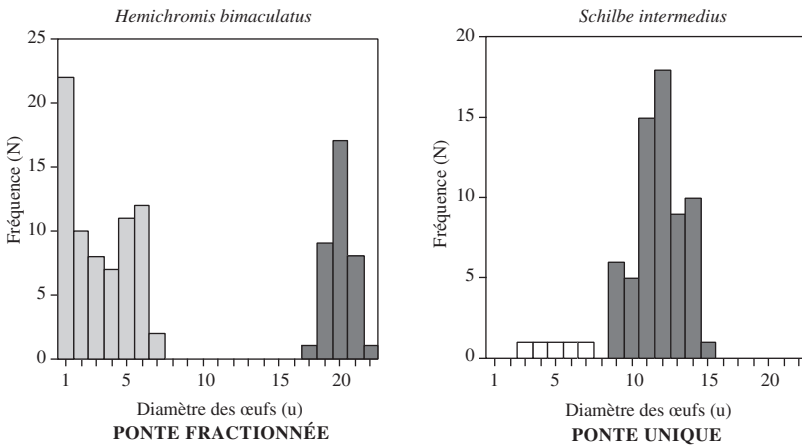 Hemichromis bimaculatus
25
20
15
10
5
0
Fréquence (N)
1 5 10 15 20
Diamètre des œufs (u)
PONTE FRACTIONNÉE
Schilbe intermedius
20
15
10
5
0
Fréquence (N)
1 5 10 15 20
Diamètre des œufs (u)
PONTE UNIQUE